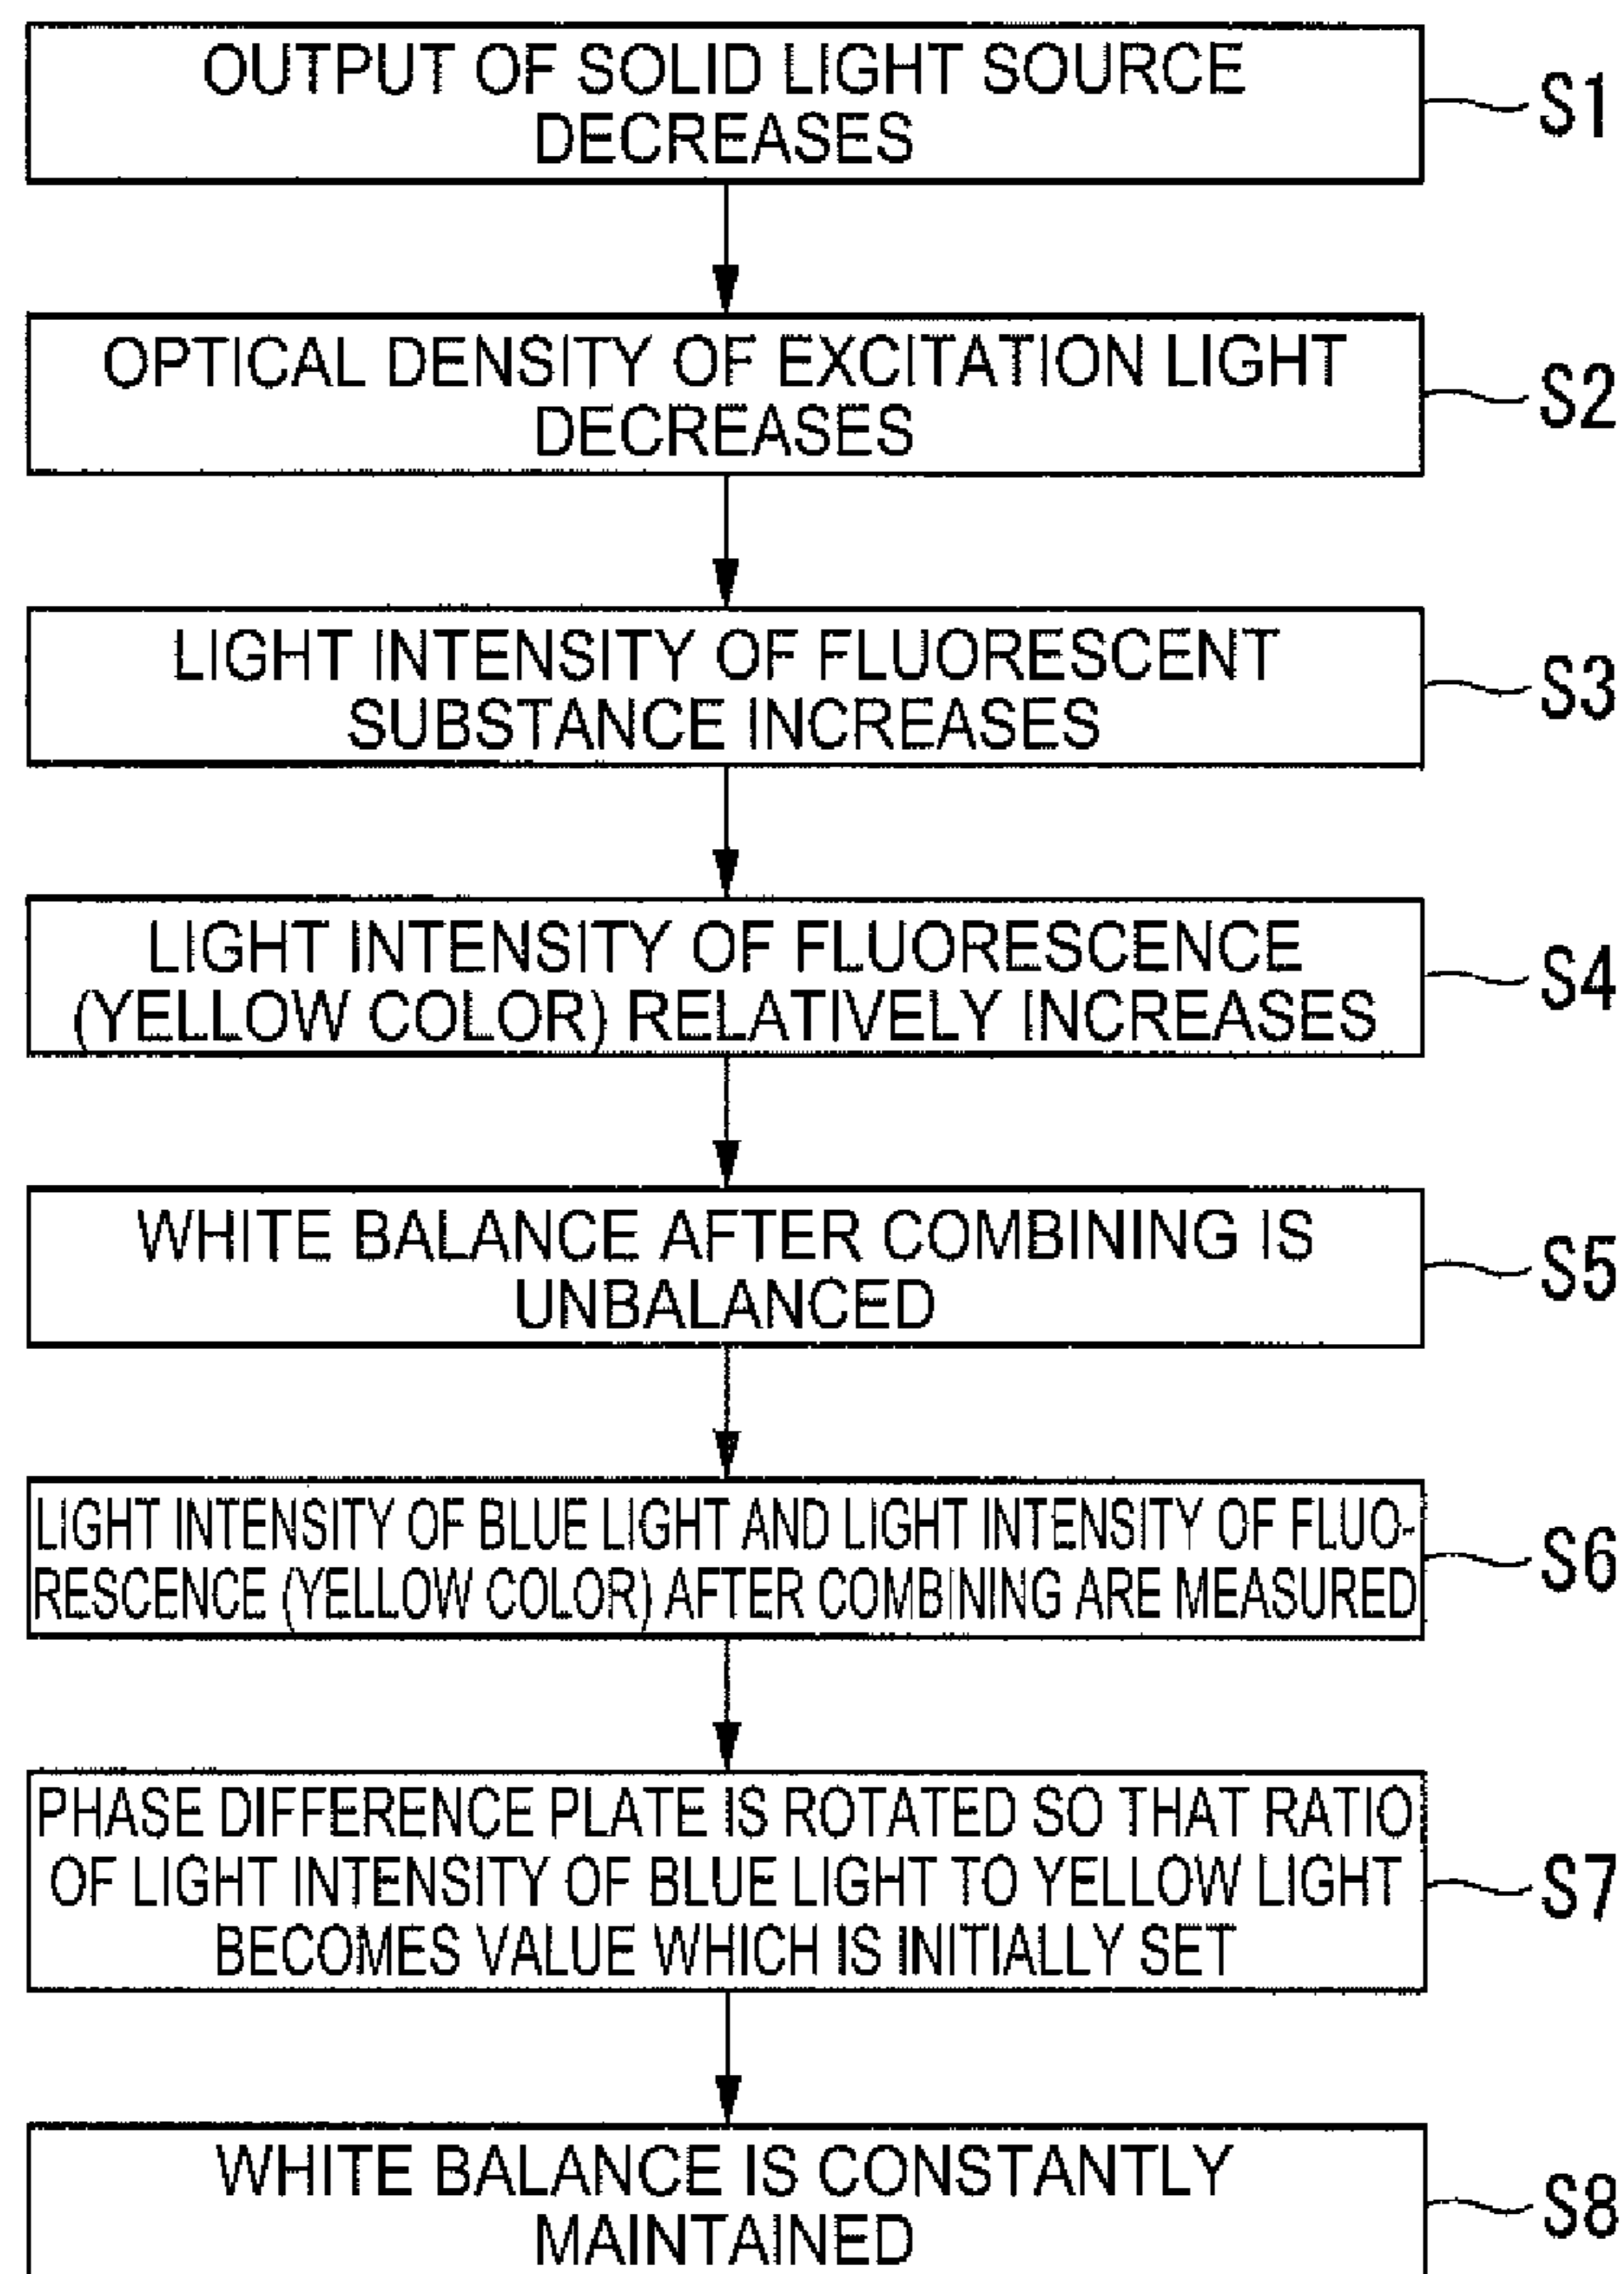 OUTPUT OF SOLID LIGHT SOURCE
DECREASES
S1
OPTICAL DENSITY OF EXCITATION LIGHT
DECREASES
S2
LIGHT INTENSITY OF FLUORESCENT
SUBSTANCE INCREASES
S3
LIGHT INTENSITY OF FLUORESCENCE
(YELLOW COLOR) RELATIVELY INCREASES
S4
WHITE BALANCE AFTER COMBINING IS
UNBALANCED
S5
LIGHT INTENSITY OF BLUE LIGHT AND LIGHT INTENSITY OF FLUO-
RESCENCE (YELLOW COLOR) AFTER COMBINING ARE MEASURED
S6
PHASE DIFFERENCE PLATE IS ROTATED SO THAT RATIO
OF LIGHT INTENSITY OF BLUE LIGHT TO YELLOW LIGHT
BECOMES VALUE WHICH IS INITIALLY SET
S7
WHITE BALANCE IS CONSTANTLY
MAINTAINED
S8